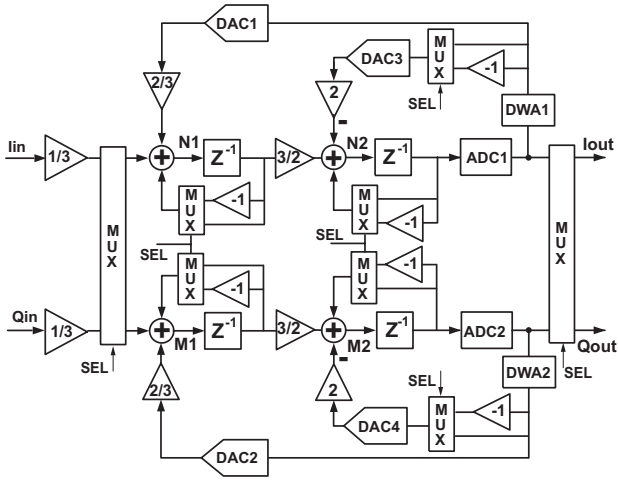 DAC1
2/3
DAC3
MUX
-1
2
SEL
DWA1
-
Iin
1/3
N1
Z-1
3/2
N2
Z-1
ADC1
Iout
+
+
MUX
MUX
-1
MUX
-1
MUX
SEL
SEL
MUX
-1
MUX
-1
Qin
1/3
+
M1
Z-1
3/2
+
M2
Z-1
ADC2
Qout
SEL
-
DWA2
SEL
2/3
2
SEL
MUX
-1
DAC4
DAC2